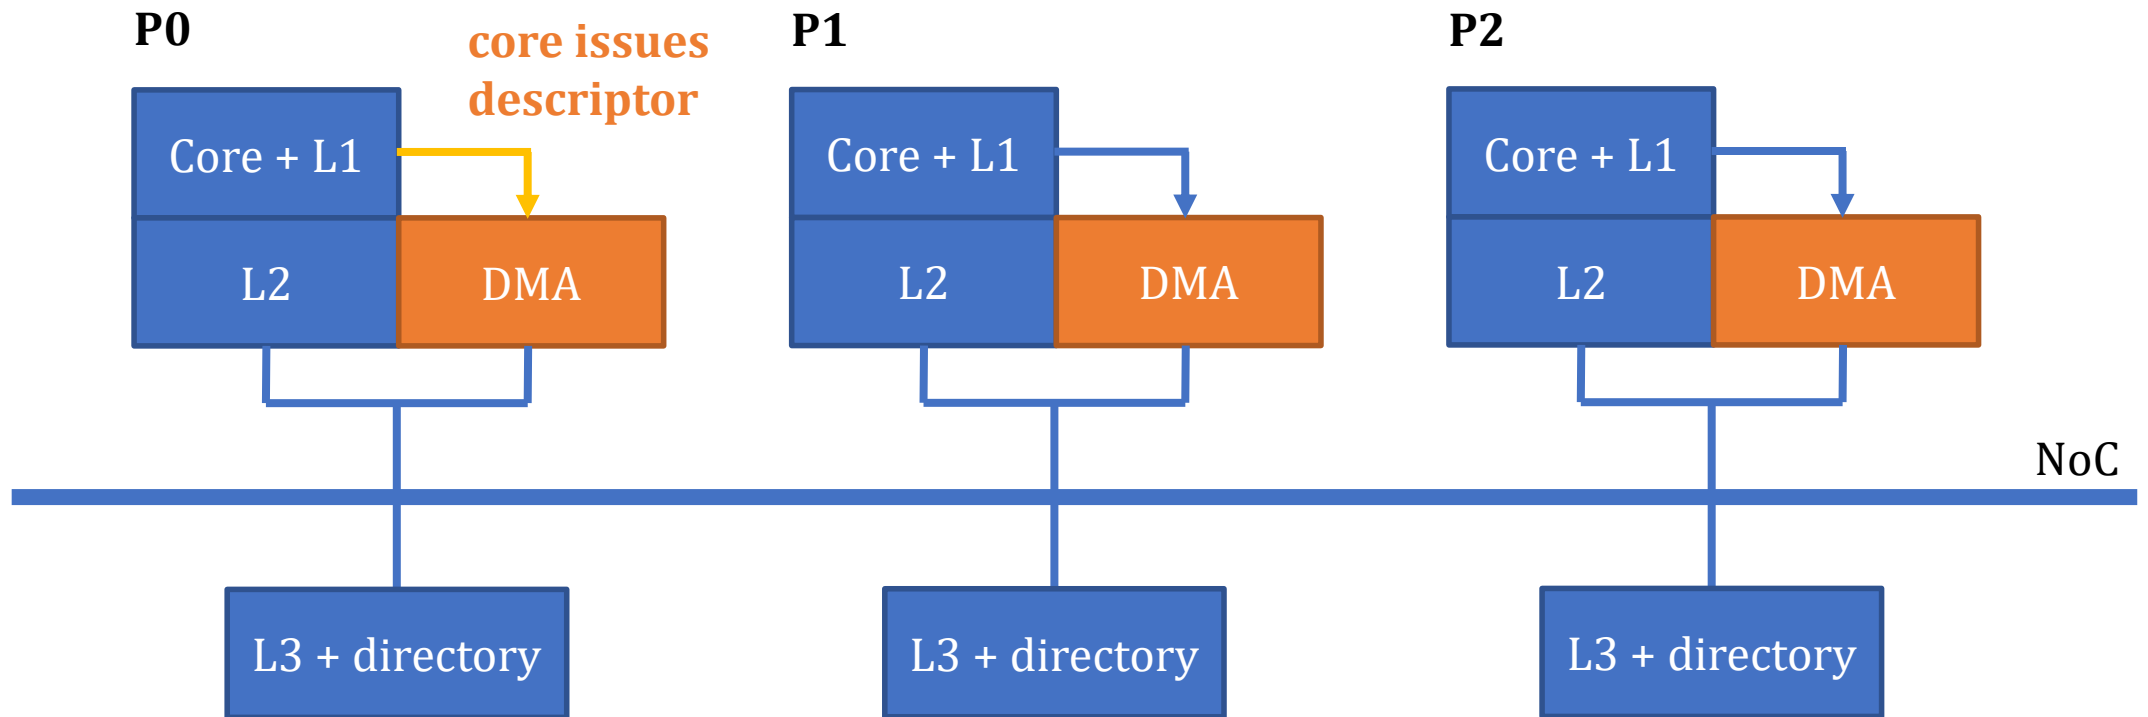 P0
core issues
descriptor
P1
P2
Core + L1
Core + L1
Core + L1
L2
DMA
L2
DMA
L2
DMA
NoC
L3 + directory
L3 + directory
L3 + directory